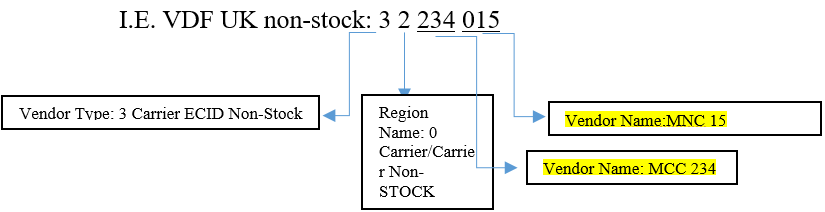 I.E. VDF UK non-stock: 3 2 234 015
Vendor Type: 3 Carrier ECID Non-Stock
Region
Name: 0
Carrier/Carrie
r Non-
STOCK
Vendor Name:MNC 15
Vendor Name: MCC 234